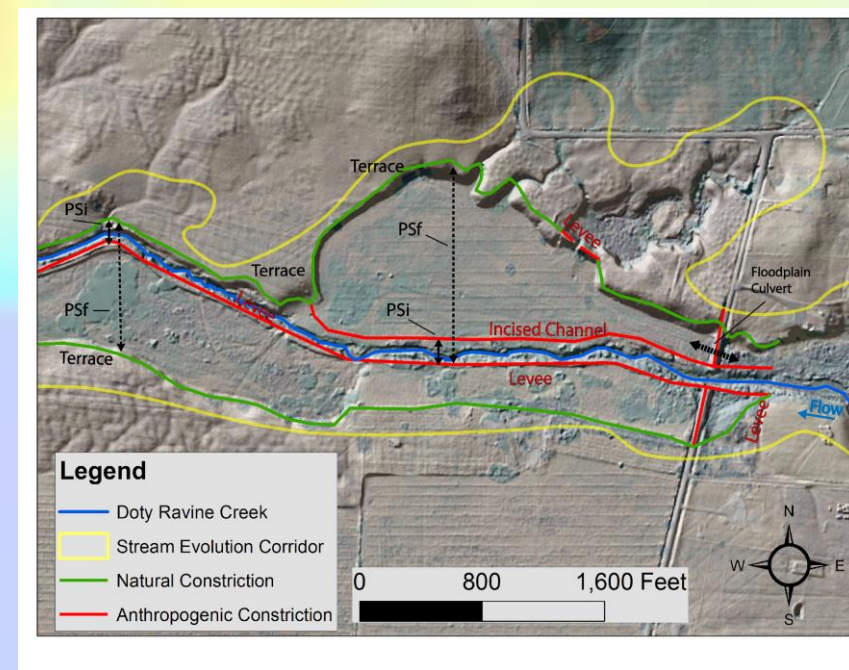 Terrace
PSi
PSf
Levee
Terrace
Floodplain
Culvert
Levee
PSi
PSf
Incised Channel
Terrace
Levee
Levee
Flow
Legend
Doty Ravine Creek
Stream Evolution Corridor
Natural Constriction
Anthropogenic Constriction
0 800 1,600 Feet
N
W E
S